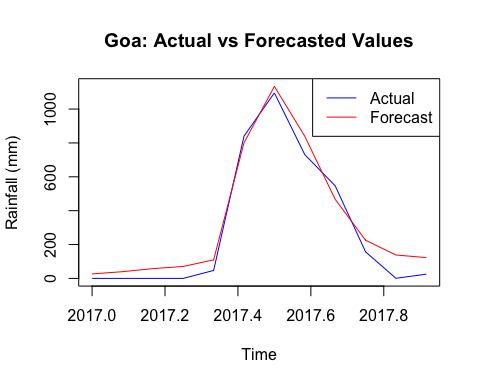 Goa: Actual vs Forecasted Values
Actual
Forecast
Rainfall (mm)
1000
600
200
0
2017.0 2017.2 2017.4 2017.6 2017.8
Time